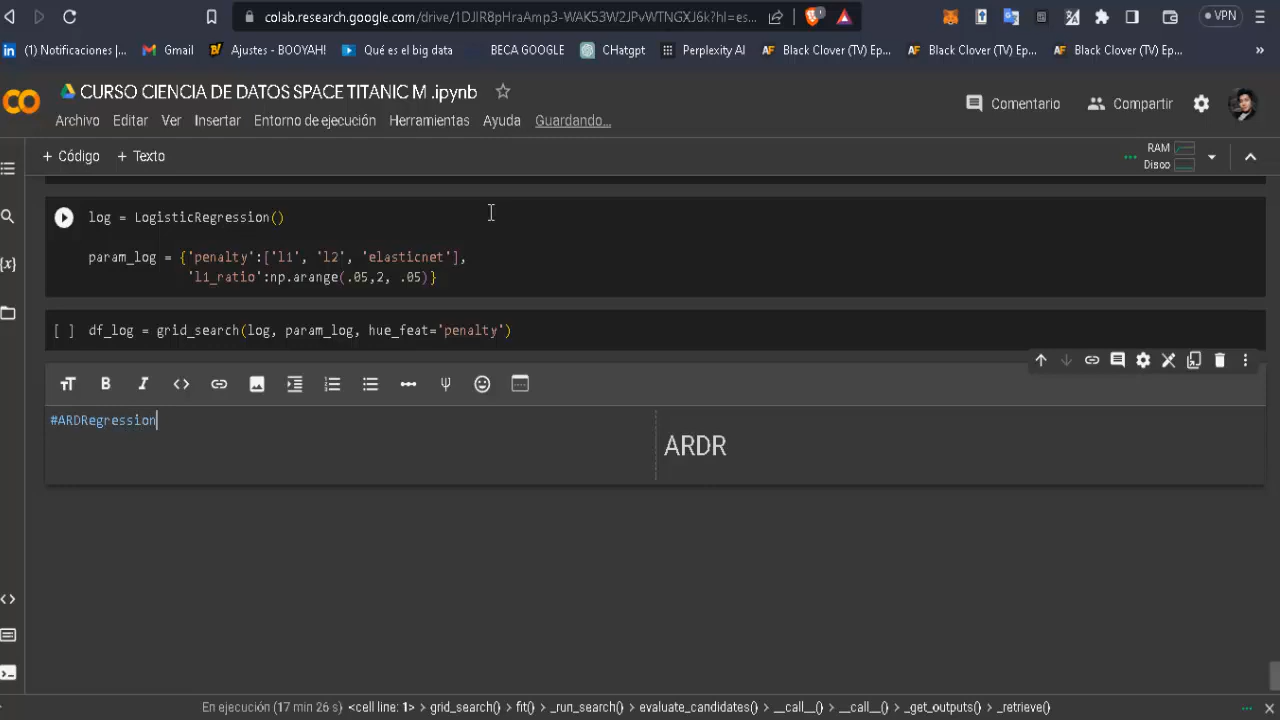 colab.research.google.com/drive/1DJlR8pHraAmp3-WAK53W2JPvWTNGXJ6k?hl=es...
VPN
(1) Notificaciones |...
Gmail
Ajustes - BOOYAH!
Qué es el big data
BECA GOOGLE
CHatgpt
Perplexity AI
Black Clover (TV) Ep...
Black Clover (TV) Ep...
Black Clover (TV) Ep...
»
CURSO CIENCIA DE DATOS SPACE TITANIC M .ipynb
Comentario
Compartir
Archivo Editar Ver Insertar Entorno de ejecución Herramientas Ayuda Guardando...
+ Código + Texto
RAM
Disco
log = LogisticRegression()
param_log = {'penalty':['l1', 'l2', 'elasticnet'],
'l1_ratio':np.arange(.05,2, .05)}
[ ] df_log = grid_search(log, param_log, hue_feat='penalty')
#ARDRegression
ARDR
En ejecución (17 min 26 s) <cell line: 1> > grid_search() > fit() > _run_search() > evaluate_candidates() > __call__() > __call__() > _get_outputs() > _retrieve()